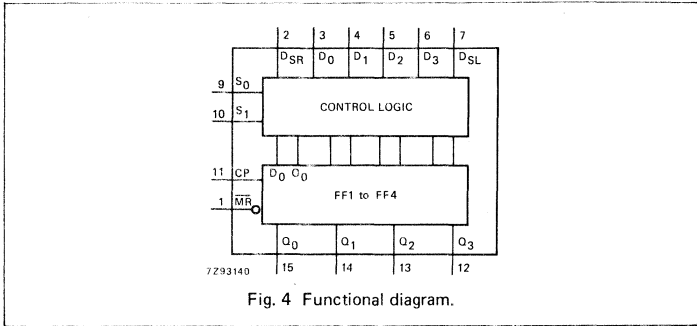 2 3 4 5 6 7
DSR D0 D1 D2 D3 DSL
9 S0
CONTROL LOGIC
10 S1
11 CP D0 O0
FF1 to FF4
1 MR
Q0 Q1 Q2 Q3
7Z93140 15 14 13 12
Fig. 4 Functional diagram.